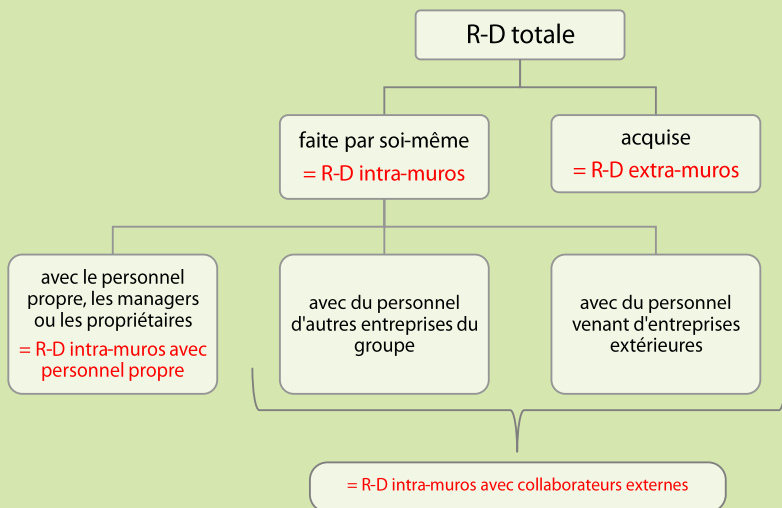 R-D totale
faite par soi-même
= R-D intra-muros
acquise
= R-D extra-muros
avec le personnel
propre, les managers
ou les propriétaires
= R-D intra-muros avec
personnel propre
avec du personnel
d'autres entreprises du
groupe
avec du personnel
venant d'entreprises
extérieures
= R-D intra-muros avec collaborateurs externes